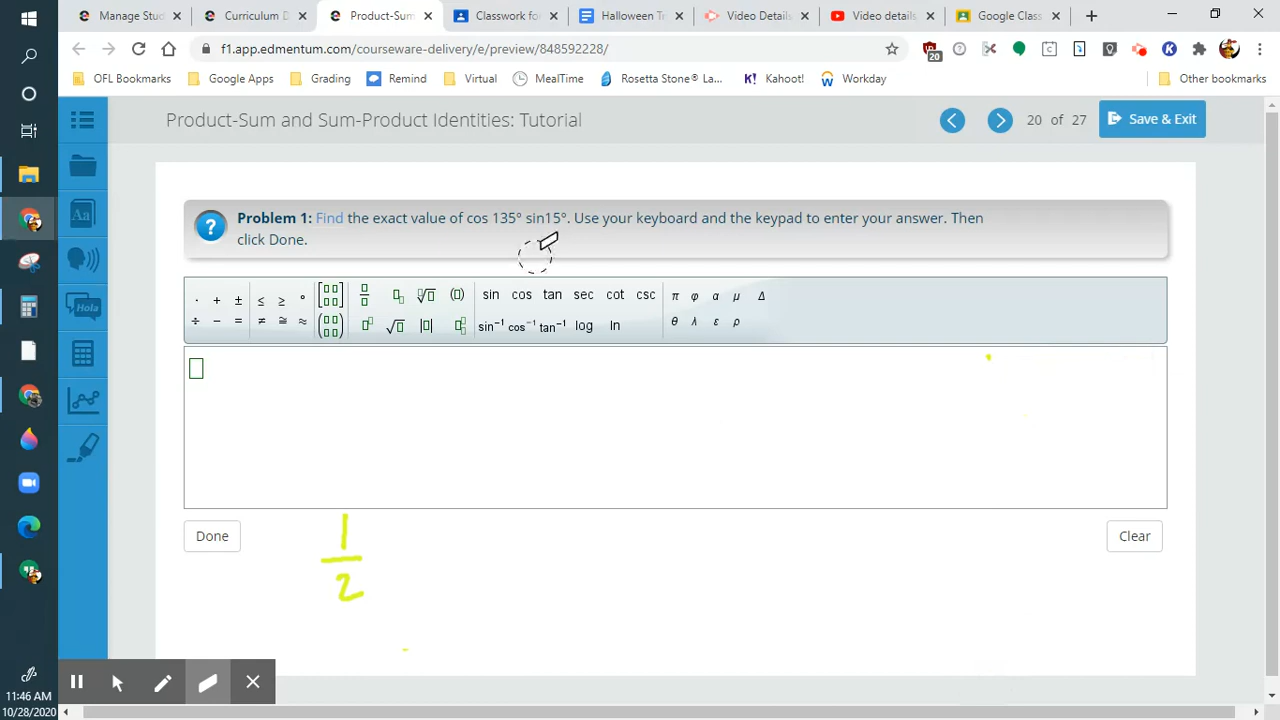 Manage Stud
Curriculum D
Product-Sum
Classwork for
Halloween Tr
Video Details
Video details
Google Class
f1.app.edmentum.com/courseware-delivery/e/preview/848592228/
20
OFL Bookmarks
Google Apps
Grading
Remind
Virtual
MealTime
Rosetta Stone® La...
K! Kahoot!
Workday
Other bookmarks
Product-Sum and Sum-Product Identities: Tutorial
20 of 27
Save & Exit
Aa
Hola
? Problem 1: Find the exact value of cos 135° sin15°. Use your keyboard and the keypad to enter your answer. Then
click Done.
· + ± ≤ ≥ ° sin cos tan sec cot csc π φ α μ Δ
÷ − = ≠ ≅ ≈ sin⁻¹ cos⁻¹ tan⁻¹ log ln θ λ ε ρ
Done
Clear
1
2
11:46 AM
10/28/2020